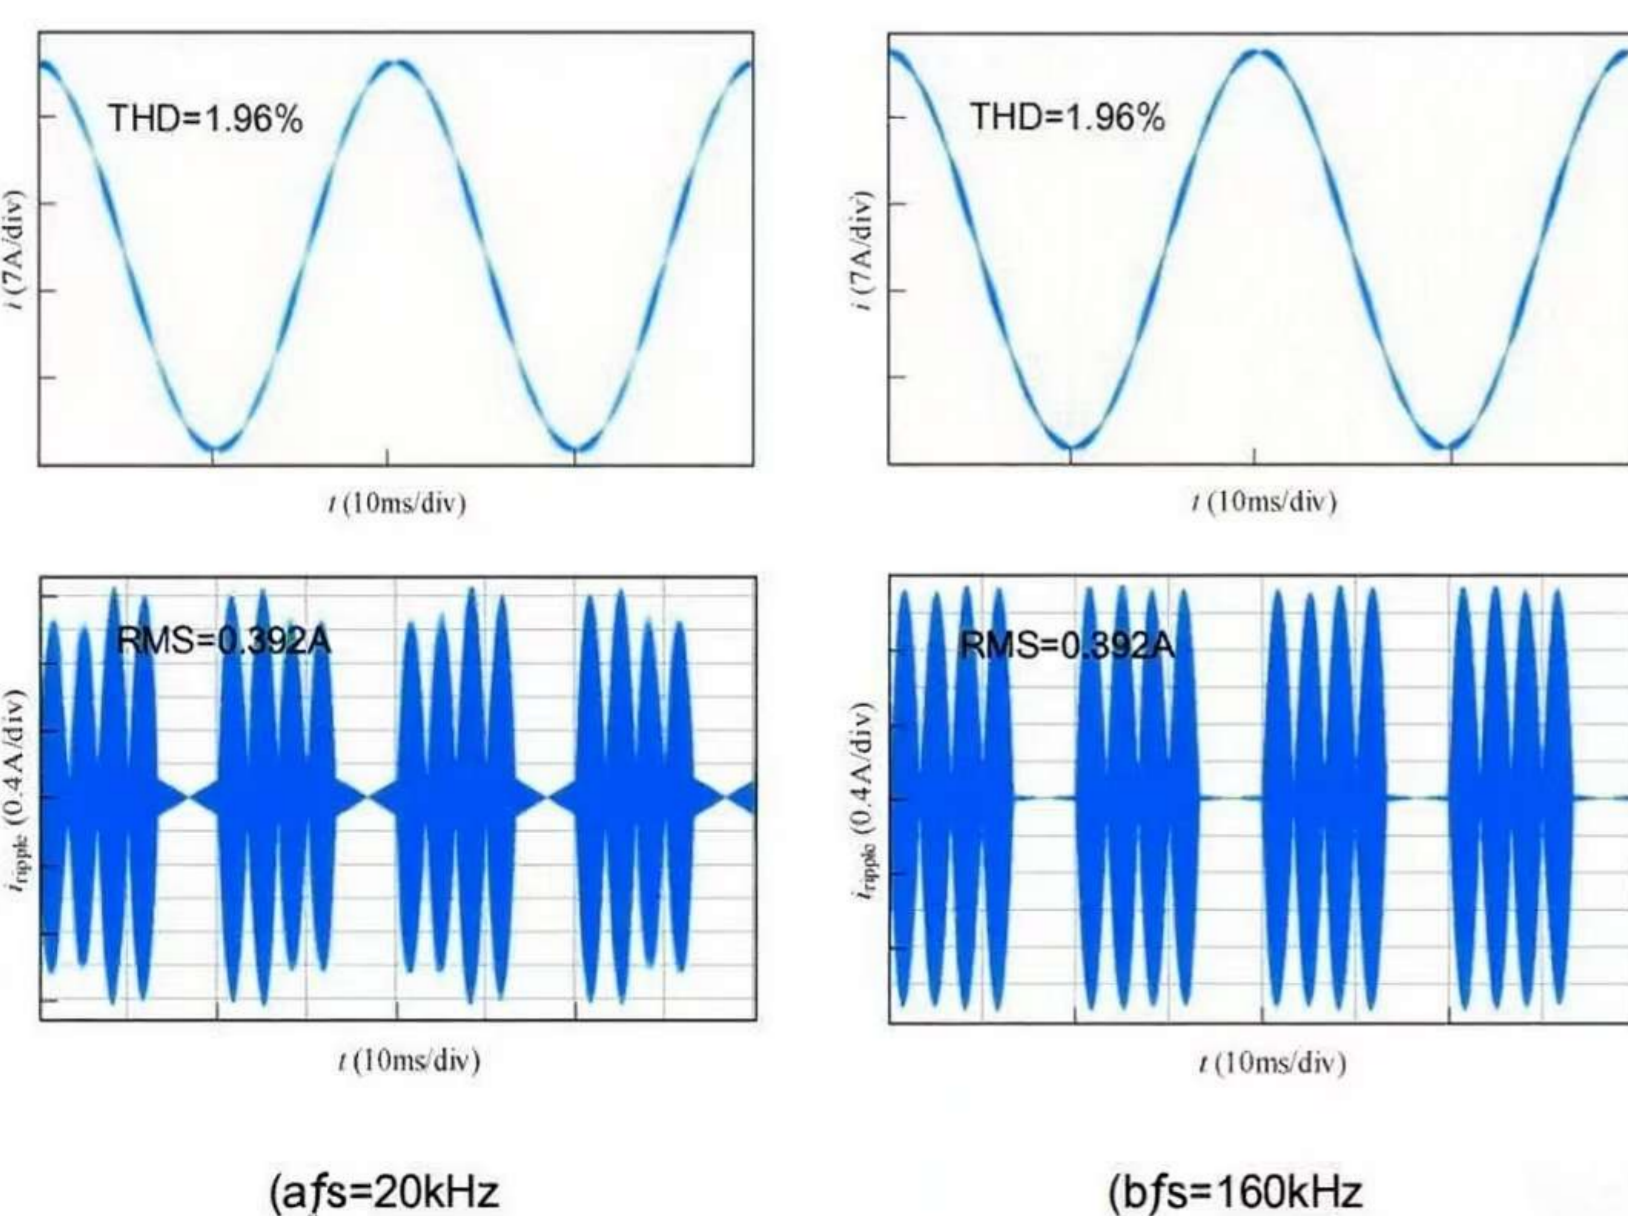 THD=1.96%
i (7A/div)
t (10ms/div)
THD=1.96%
i (7A/div)
t (10ms/div)
RMS=0.392A
iripple (0.4A/div)
t (10ms/div)
RMS=0.392A
iripple (0.4A/div)
t (10ms/div)
(afs=20kHz
(bfs=160kHz